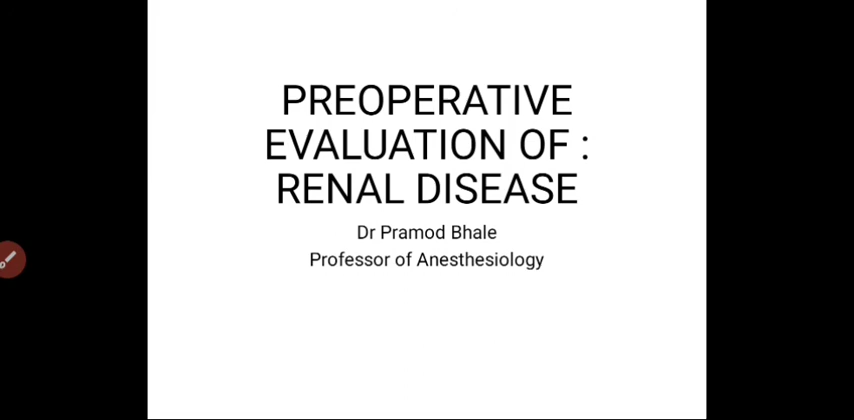 PREOPERATIVE
EVALUATION OF :
RENAL DISEASE
Dr Pramod Bhale
Professor of Anesthesiology